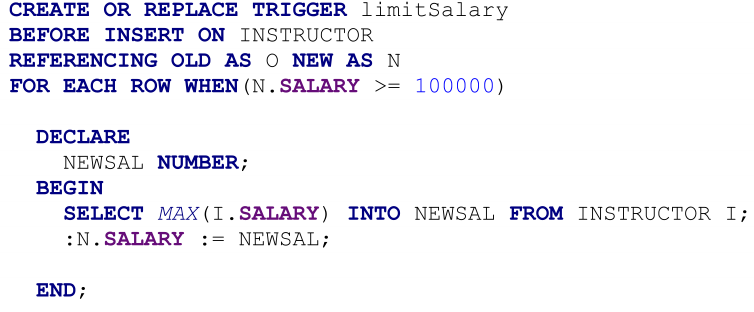 CREATE OR REPLACE TRIGGER limitSalary
BEFORE INSERT ON INSTRUCTOR
REFERENCING OLD AS O NEW AS N
FOR EACH ROW WHEN(N.SALARY >= 100000)
DECLARE
NEWSAL NUMBER;
BEGIN
SELECT MAX(I.SALARY) INTO NEWSAL FROM INSTRUCTOR I;
:N.SALARY := NEWSAL;
END;